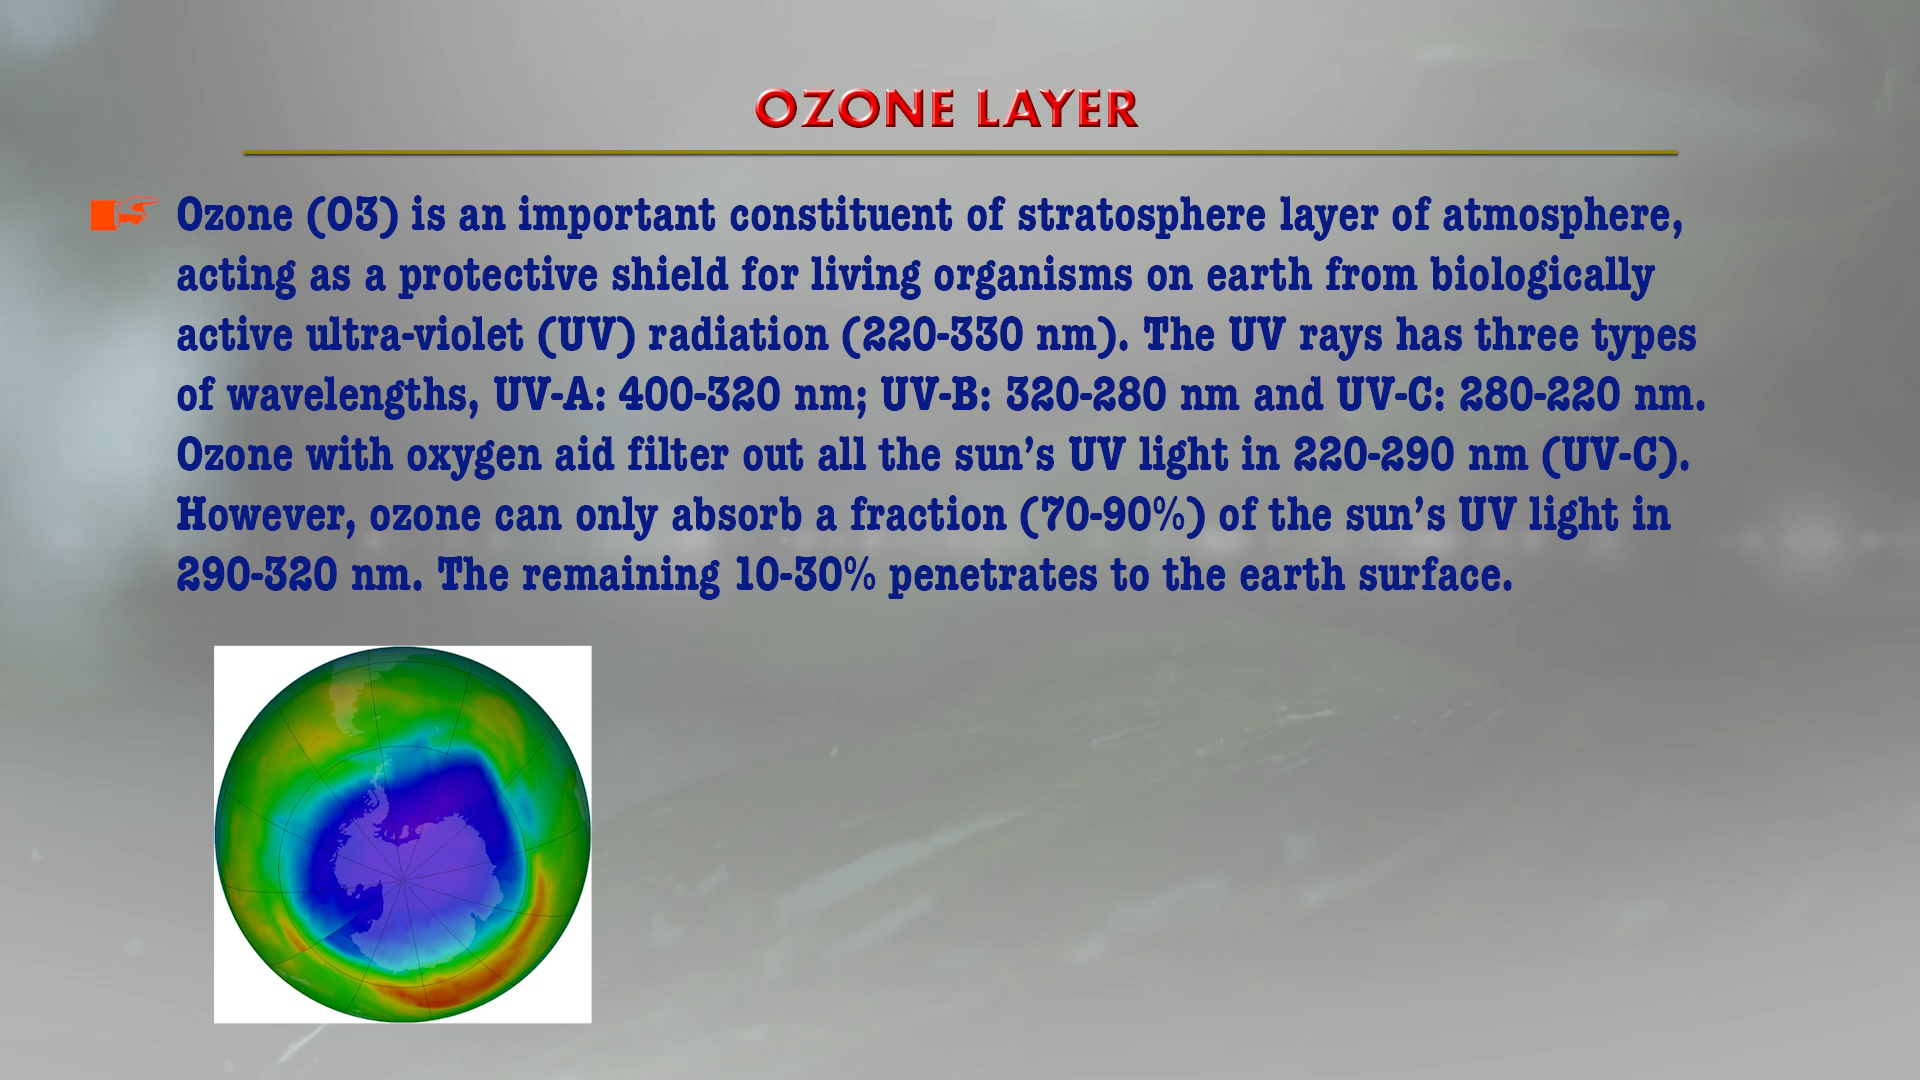 OZONE LAYER
Ozone (O3) is an important constituent of stratosphere layer of atmosphere,
acting as a protective shield for living organisms on earth from biologically
active ultra-violet (UV) radiation (220-330 nm). The UV rays has three types
of wavelengths, UV-A: 400-320 nm; UV-B: 320-280 nm and UV-C: 280-220 nm.
Ozone with oxygen aid filter out all the sun’s UV light in 220-290 nm (UV-C).
However, ozone can only absorb a fraction (70-90%) of the sun’s UV light in
290-320 nm. The remaining 10-30% penetrates to the earth surface.